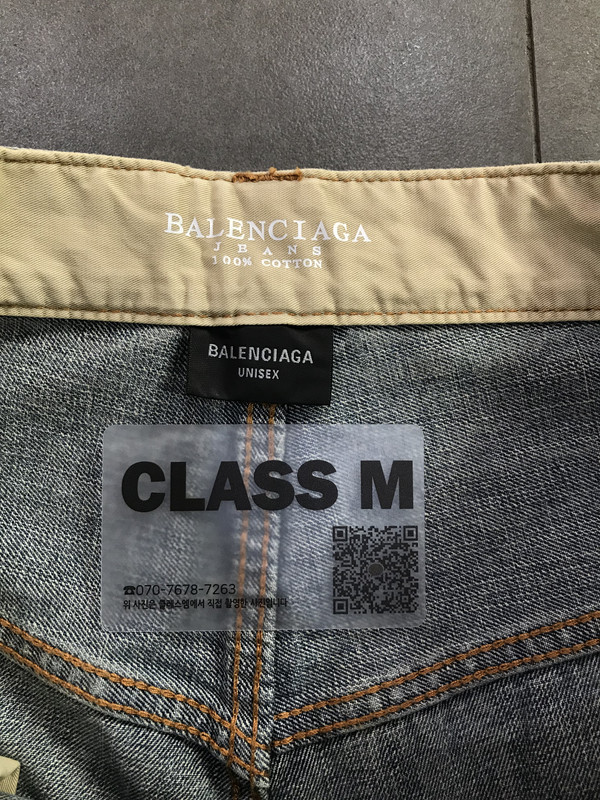 BALENCIAGA
JEANS
100% COTTON
BALENCIAGA
UNISEX
CLASS M
☎070-7678-7263
위 사진은 클래스엠에서 직접 촬영한 사진입니다